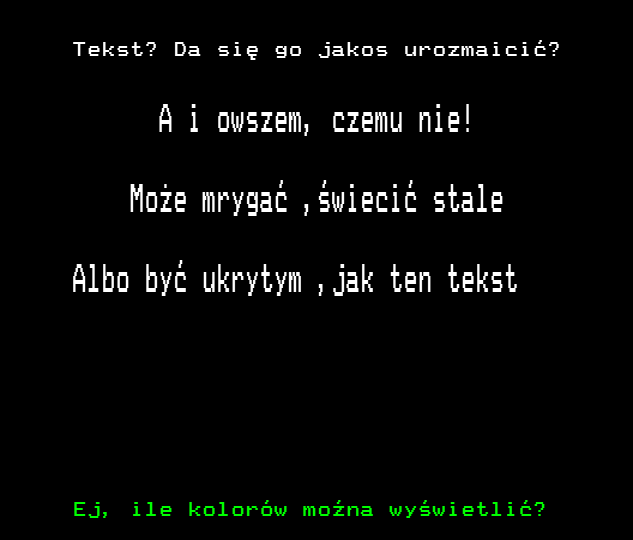 Tekst? Da się go jakos urozmaicić?
A i owszem, czemu nie!
Może mrygać ,świecić stale
Albo być ukrytym ,jak ten tekst
Ej, ile kolorów można wyświetlić?